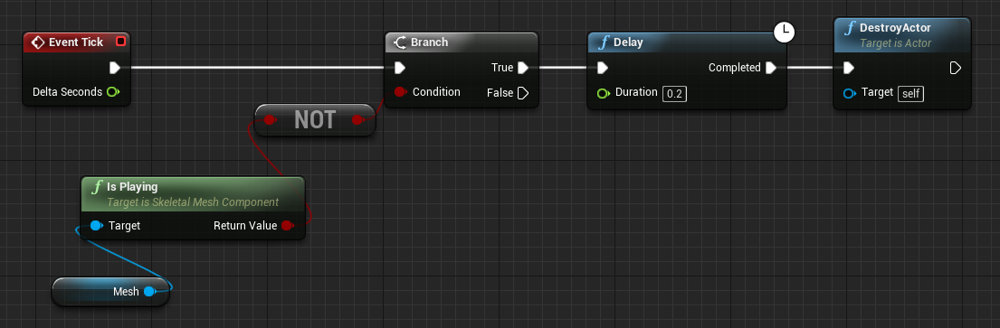 Event Tick
Delta Seconds
Branch
True
Condition
False
Delay
Completed
Duration 0.2
DestroyActor
Target is Actor
Target self
NOT
Is Playing
Target is Skeletal Mesh Component
Target Return Value
Mesh